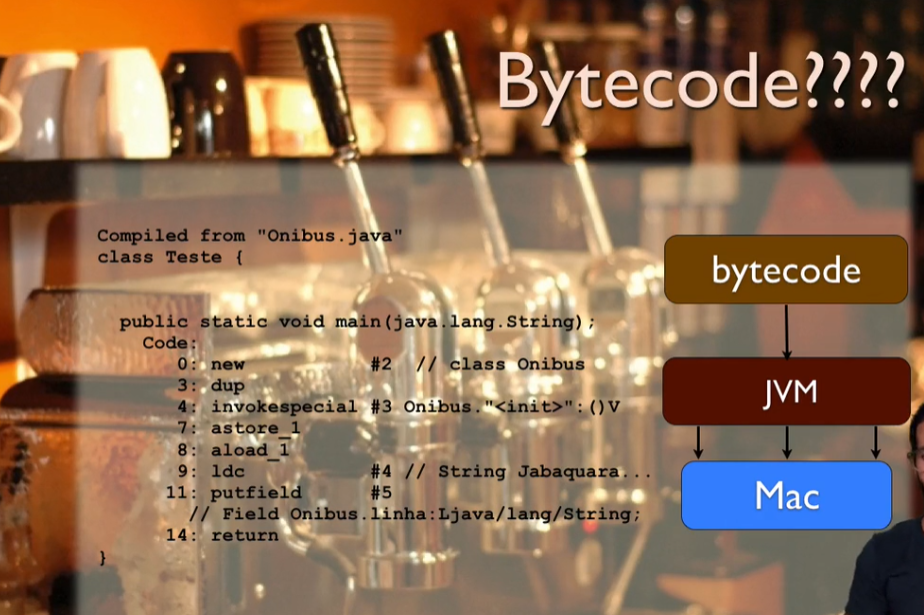 Bytecode????
Compiled from "Onibus.java"
class Teste {
public static void main(java.lang.String);
Code:
0: new #2 // class Onibus
3: dup
4: invokespecial #3 Onibus."<init>":()V
7: astore_1
8: aload_1
9: ldc #4 // String Jabaquara...
11: putfield #5
// Field Onibus.linha:Ljava/lang/String;
14: return
}
bytecode
JVM
Mac